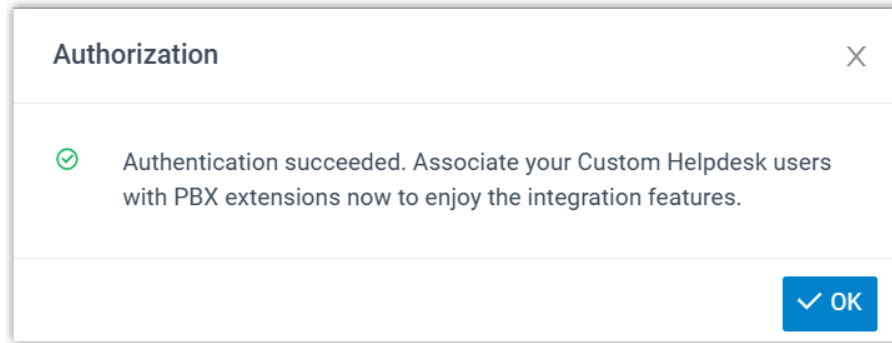 Authorization
Authentication succeeded. Associate your Custom Helpdesk users
with PBX extensions now to enjoy the integration features.
OK